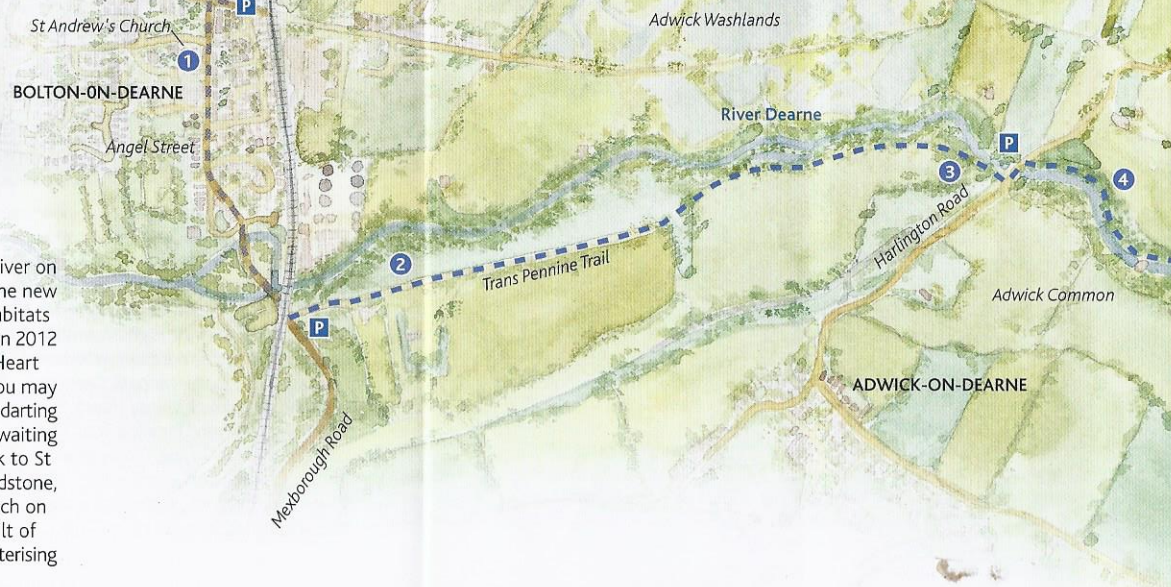 P
St Andrew's Church
Adwick Washlands
1
BOLTON-0N-DEARNE
River Dearne
Angel Street
P
3
4
Harlington Road
2
Trans Pennine Trail
Adwick Common
P
ADWICK-ON-DEARNE
Mexborough Road
iver on
ne new
bitats
n 2012
Heart
ou may
darting
waiting
k to St
dstone,
ch on
lt of
terising